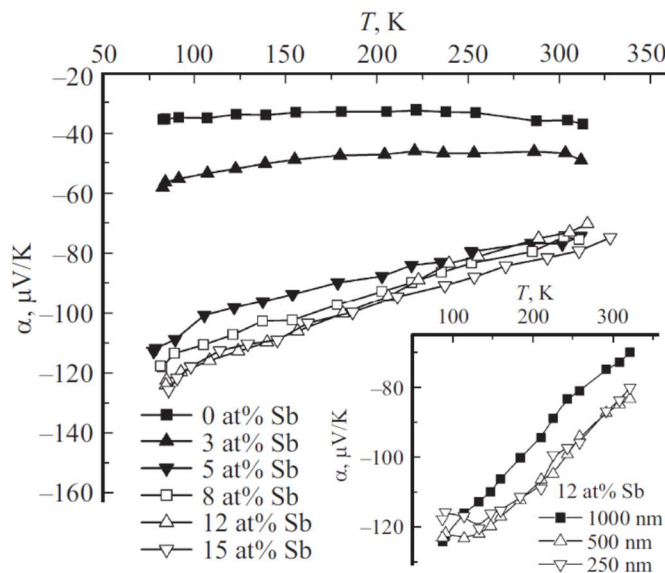 T, K
50 100 150 200 250 300 350
−20
−40
−60
−80
−100
−120
−140
−160
α, μV/K
0 at% Sb
3 at% Sb
5 at% Sb
8 at% Sb
12 at% Sb
15 at% Sb
T, K
100 200 300
−80
−100
−120
α, μV/K
12 at% Sb
1000 nm
500 nm
250 nm